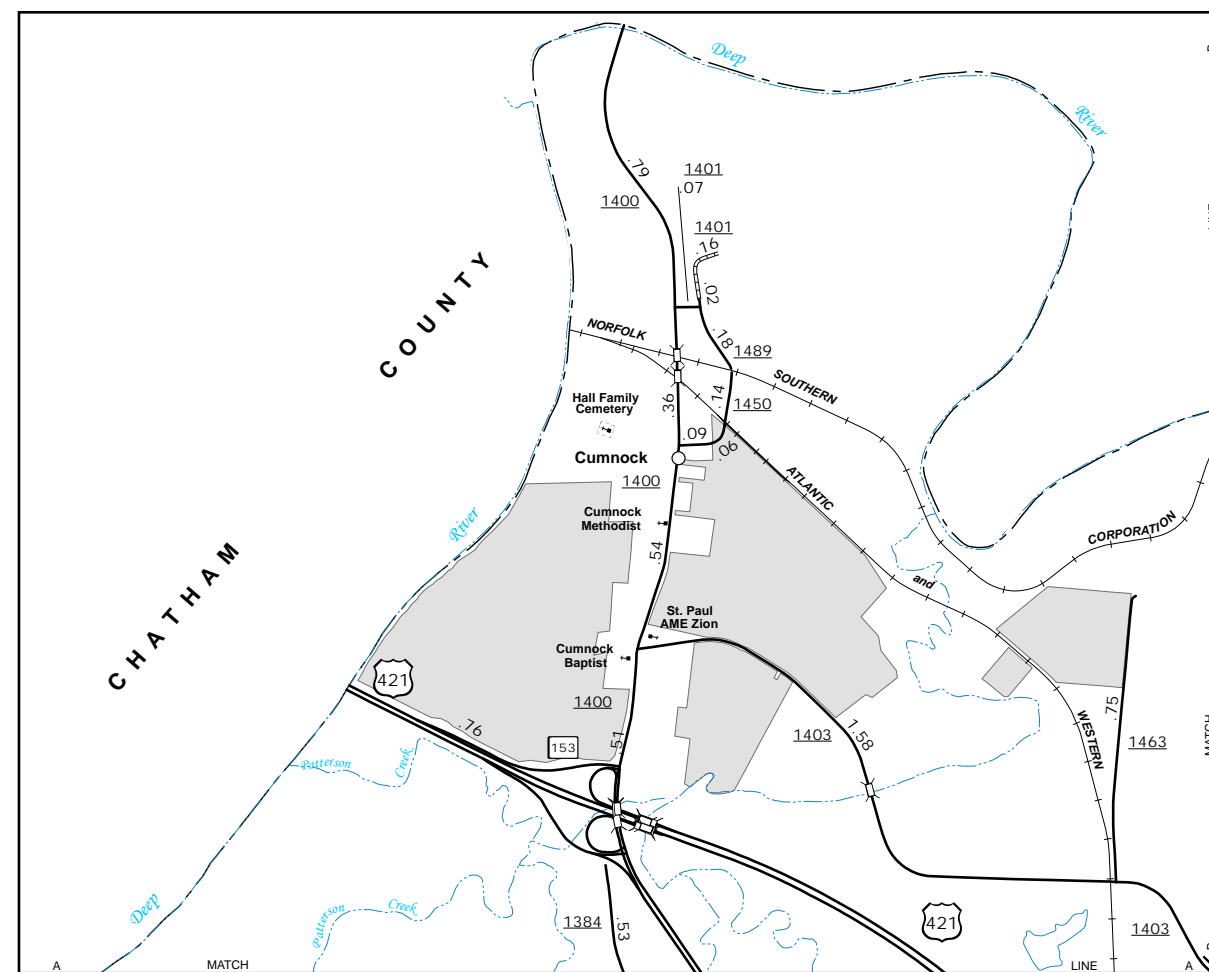 Deep
River
.79
1401
.07
1400
1401
.16
.02
NORFOLK
.18
1489
SOUTHERN
.36
.14
Hall Family
Cemetery
1450
.09
.06
Cumnock
1400
ATLANTIC
Cumnock
Methodist
River
CORPORATION
.54
and
COUNTY
CHATHAM
St. Paul
AME Zion
Cumnock
Baptist
421
1400
.75
.76
153
.51
1403
1.58
WESTERN
1463
MATCH
Patterson
Creek
Deep
Patterson
Creek
1384
.53
421
1403
A
MATCH
LINE
A